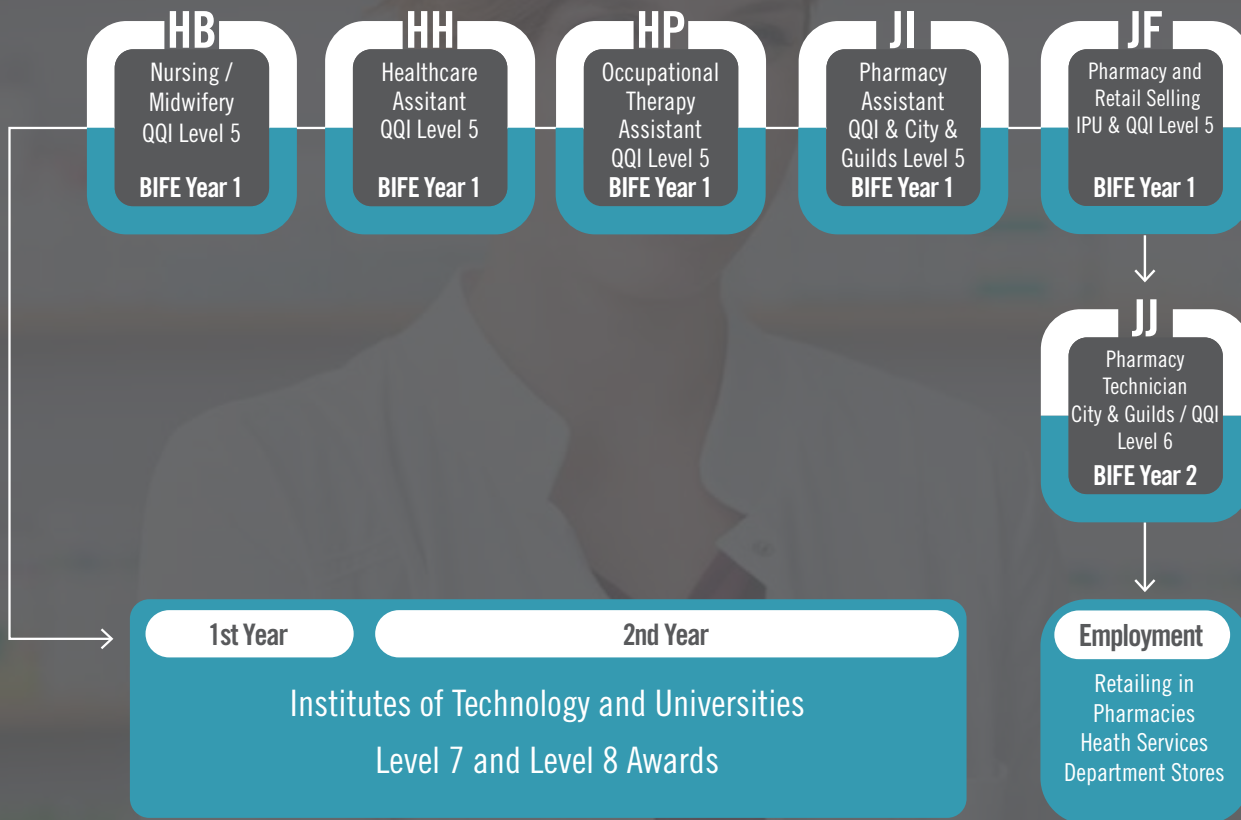 HB
Nursing /
Midwifery
QQI Level 5
BIFE Year 1
HH
Healthcare
Assitant
QQI Level 5
BIFE Year 1
HP
Occupational
Therapy
Assistant
QQI Level 5
BIFE Year 1
JI
Pharmacy
Assistant
QQI & City &
Guilds Level 5
BIFE Year 1
JF
Pharmacy and
Retail Selling
IPU & QQI Level 5
BIFE Year 1
JJ
Pharmacy
Technician
City & Guilds / QQI
Level 6
BIFE Year 2
1st Year
2nd Year
Institutes of Technology and Universities
Level 7 and Level 8 Awards
Employment
Retailing in
Pharmacies
Heath Services
Department Stores